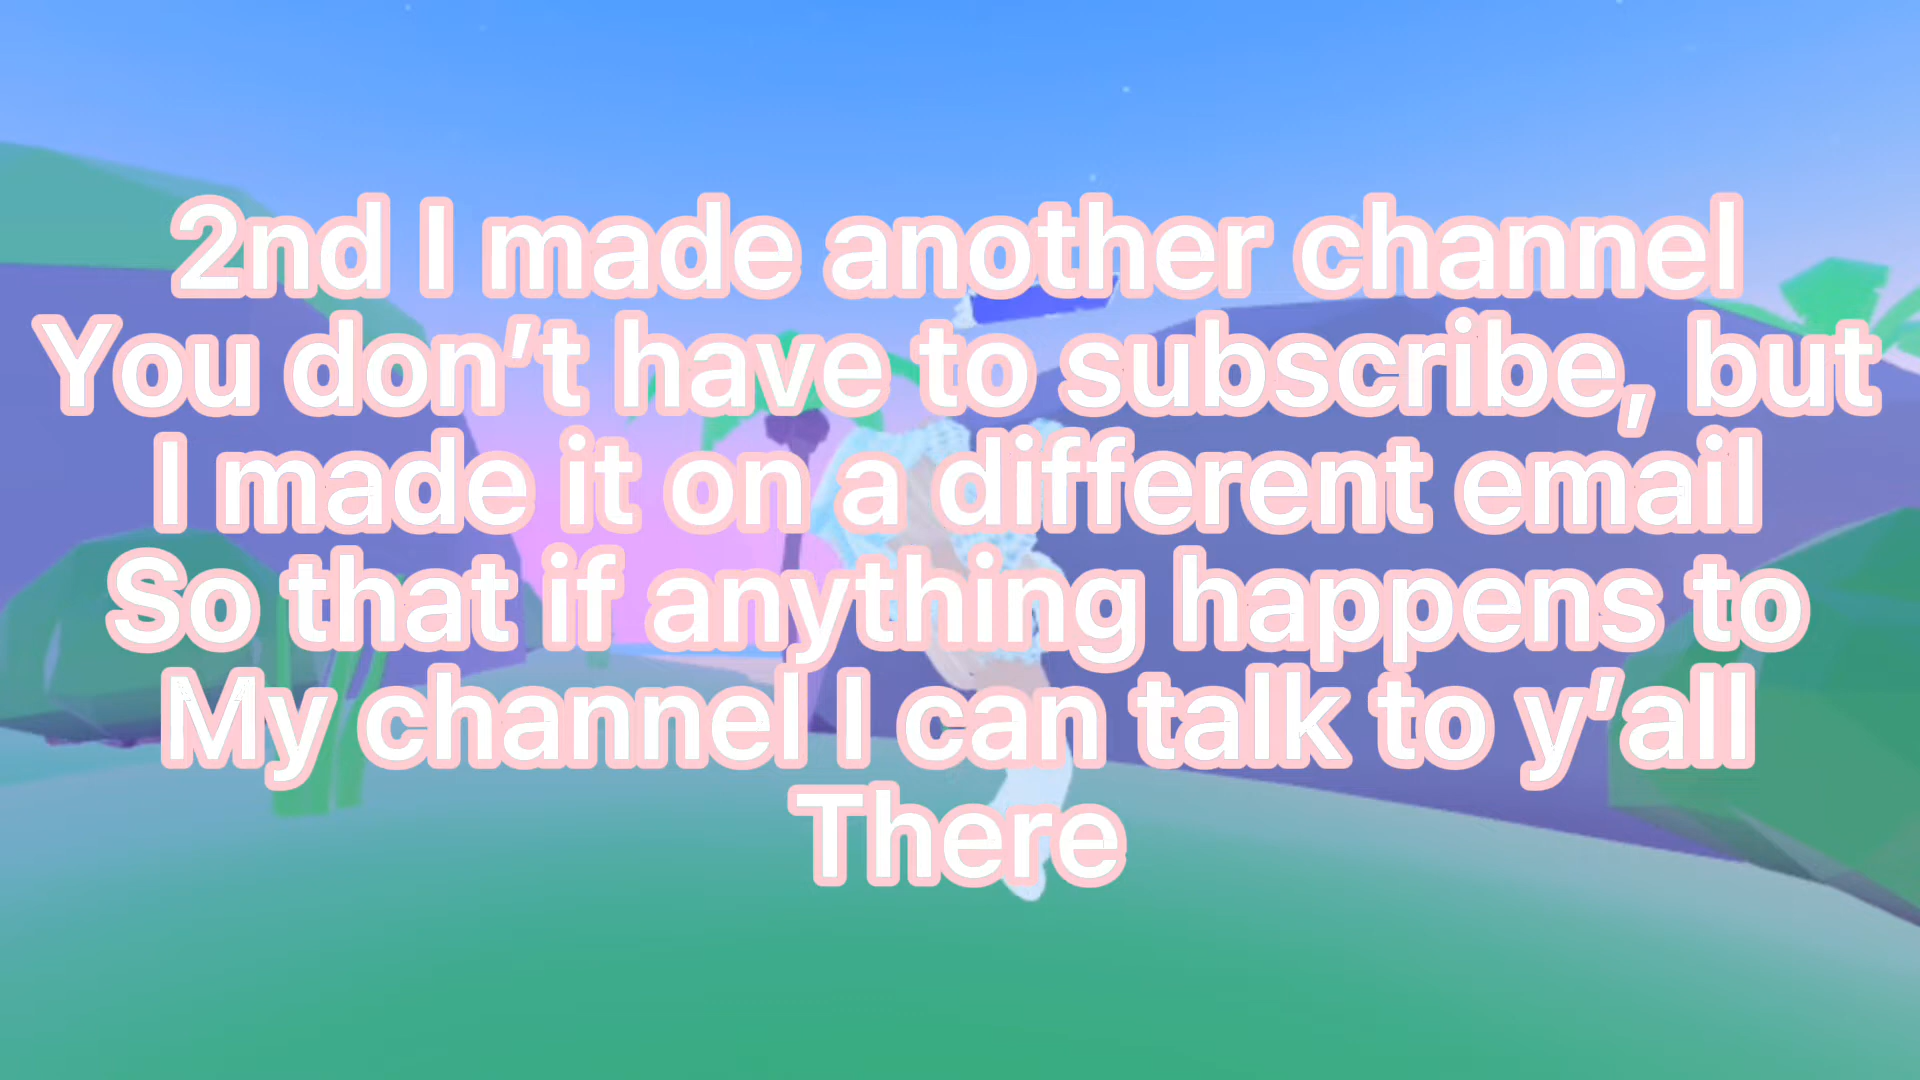 2nd I made another channel
You don’t have to subscribe, but
I made it on a different email
So that if anything happens to
My channel I can talk to y’all
There